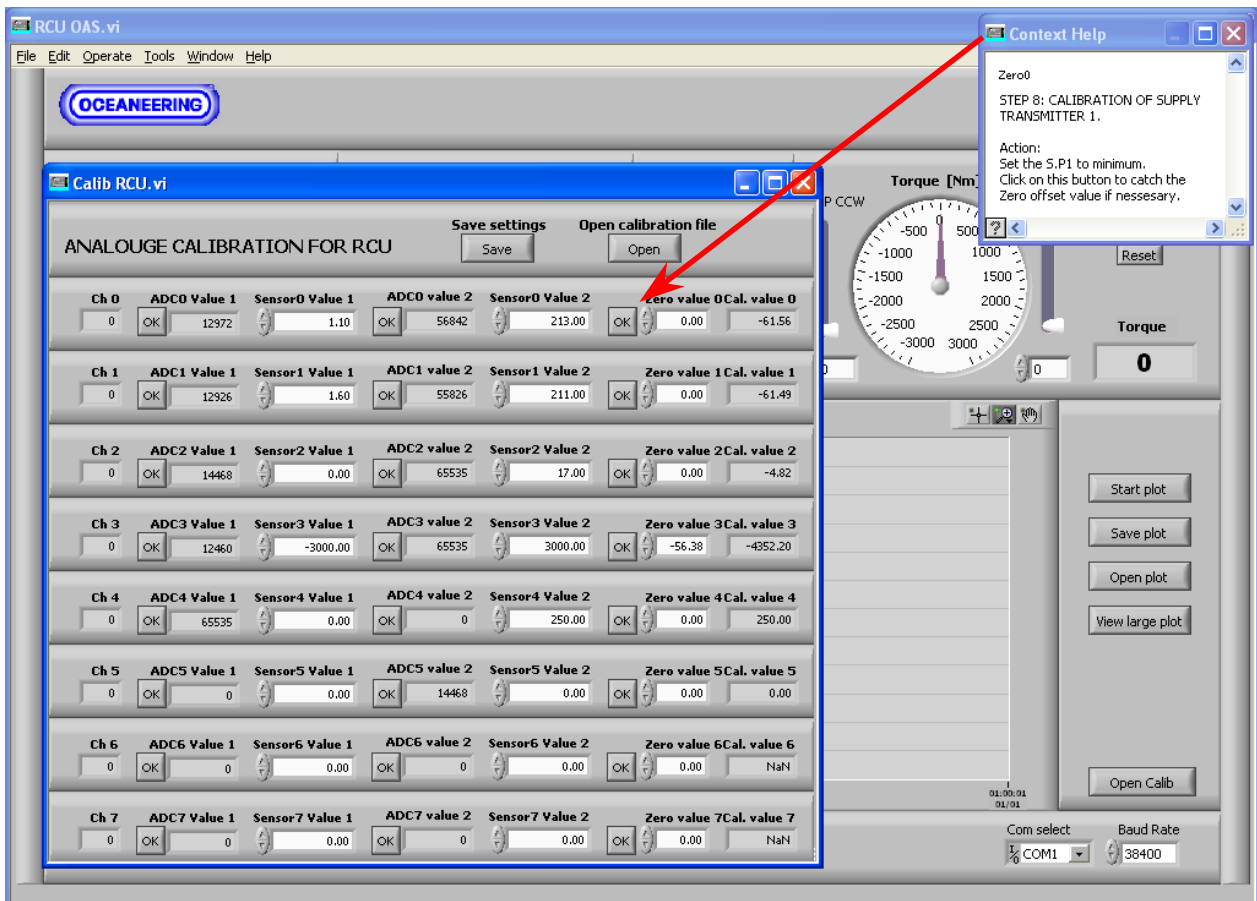 RCU OAS.vi
File Edit Operate Tools Window Help
OCEANEERING
Context Help
Zero0
STEP 8: CALIBRATION OF SUPPLY
TRANSMITTER 1.
Action:
Set the S.P1 to minimum.
Click on this button to catch the
Zero offset value if nessesary.
?
Calib RCU.vi
ANALOUGE CALIBRATION FOR RCU
Save settings
Save
Open calibration file
Open
Ch 0 ADC0 Value 1 Sensor0 Value 1 ADC0 value 2 Sensor0 Value 2 Zero value 0 Cal. value 0
0 OK 12972 1.10 OK 56842 213.00 OK 0.00 -61.56
Ch 1 ADC1 Value 1 Sensor1 Value 1 ADC1 value 2 Sensor1 Value 2 Zero value 1 Cal. value 1
0 OK 12926 1.60 OK 55826 211.00 OK 0.00 -61.49
Ch 2 ADC2 Value 1 Sensor2 Value 1 ADC2 value 2 Sensor2 Value 2 Zero value 2 Cal. value 2
0 OK 14468 0.00 OK 65535 17.00 OK 0.00 -4.82
Ch 3 ADC3 Value 1 Sensor3 Value 1 ADC3 value 2 Sensor3 Value 2 Zero value 3 Cal. value 3
0 OK 12460 -3000.00 OK 65535 3000.00 OK -56.38 -4352.20
Ch 4 ADC4 Value 1 Sensor4 Value 1 ADC4 value 2 Sensor4 Value 2 Zero value 4 Cal. value 4
0 OK 65535 0.00 OK 0 250.00 OK 0.00 250.00
Ch 5 ADC5 Value 1 Sensor5 Value 1 ADC5 value 2 Sensor5 Value 2 Zero value 5 Cal. value 5
0 OK 0 0.00 OK 14468 0.00 OK 0.00 0.00
Ch 6 ADC6 Value 1 Sensor6 Value 1 ADC6 value 2 Sensor6 Value 2 Zero value 6 Cal. value 6
0 OK 0 0.00 OK 0 0.00 OK 0.00 NaN
Ch 7 ADC7 Value 1 Sensor7 Value 1 ADC7 value 2 Sensor7 Value 2 Zero value 7 Cal. value 7
0 OK 0 0.00 OK 0 0.00 OK 0.00 NaN
P CCW
Torque [Nm]
0
-500 500
-1000 1000
-1500 1500
-2000 2000
-2500 2500
-3000 3000
0
Reset
Torque
0
Start plot
Save plot
Open plot
View large plot
01:00:01
01/01
Open Calib
Com select Baud Rate
I/O COM1 38400